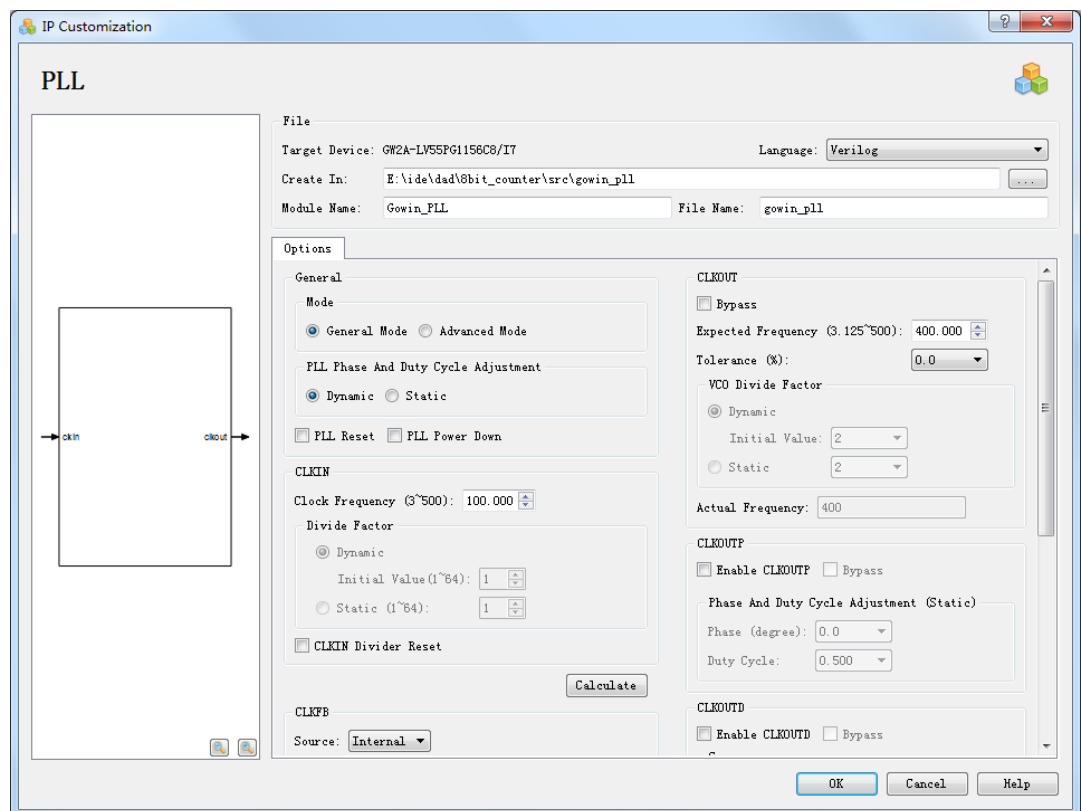 IP Customization
PLL
File
Target Device: GW2A-LV55PG1156C8/I7
Language: Verilog
Create In: E:\ide\dad\8bit_counter\src\gowin_pll
...
Module Name: Gowin_PLL
File Name: gowin_pll
Options
General
Mode
General Mode
Advanced Mode
PLL Phase And Duty Cycle Adjustment
Dynamic
Static
PLL Reset
PLL Power Down
CLKIN
Clock Frequency (3~500): 100.000
Divide Factor
Dynamic
Initial Value(1~64): 1
Static (1~64): 1
CLKIN Divider Reset
Calculate
CLKFB
Source: Internal
CLKOUT
Bypass
Expected Frequency (3.125~500): 400.000
Tolerance (%): 0.0
VCO Divide Factor
Dynamic
Initial Value: 2
Static 2
Actual Frequency: 400
CLKOUTP
Enable CLKOUTP
Bypass
Phase And Duty Cycle Adjustment (Static)
Phase (degree): 0.0
Duty Cycle: 0.500
CLKOUTD
Enable CLKOUTD
Bypass
clkin
clkout
OK
Cancel
Help